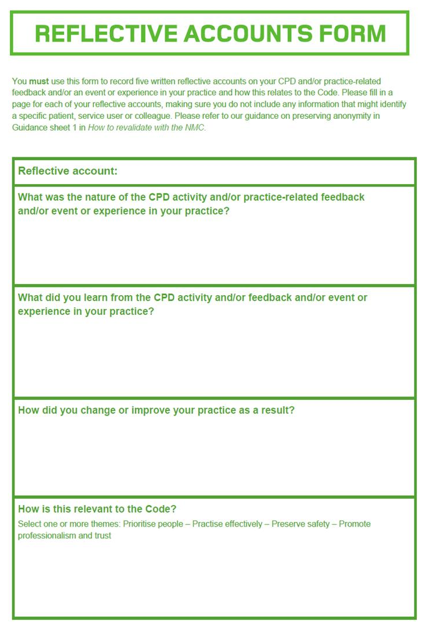 REFLECTIVE ACCOUNTS FORM
You must use this form to record five written reflective accounts on your CPD and/or practice-related
feedback and/or an event or experience in your practice and how this relates to the Code. Please fill in a
page for each of your reflective accounts, making sure you do not include any information that might identify
a specific patient, service user or colleague. Please refer to our guidance on preserving anonymity in
Guidance sheet 1 in How to revalidate with the NMC.
Reflective account:
What was the nature of the CPD activity and/or practice-related feedback
and/or event or experience in your practice?
What did you learn from the CPD activity and/or feedback and/or event or
experience in your practice?
How did you change or improve your practice as a result?
How is this relevant to the Code?
Select one or more themes: Prioritise people – Practise effectively – Preserve safety – Promote
professionalism and trust